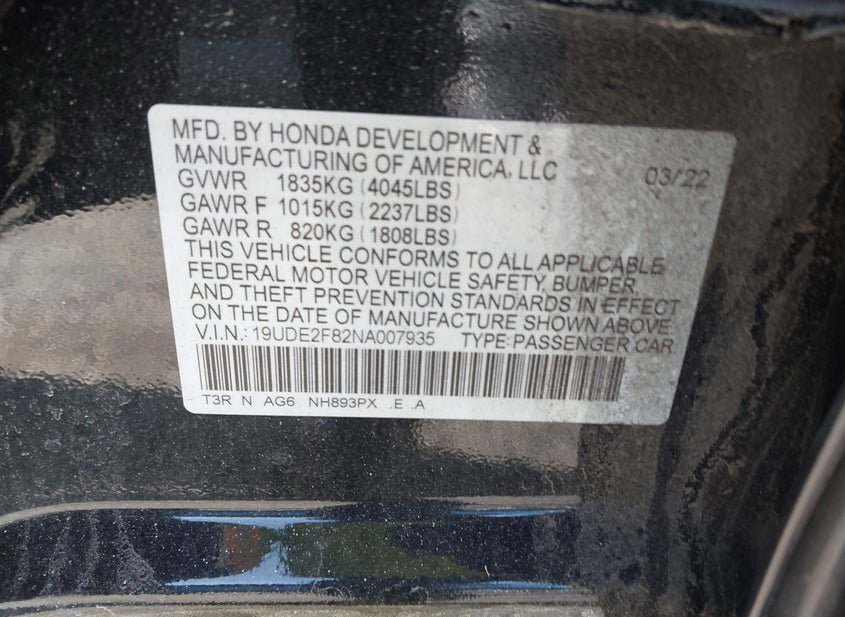 MFD. BY HONDA DEVELOPMENT &
MANUFACTURING OF AMERICA, LLC 03/22
GVWR 1835KG (4045LBS)
GAWR F 1015KG (2237LBS)
GAWR R 820KG (1808LBS)
THIS VEHICLE CONFORMS TO ALL APPLICABLE
FEDERAL MOTOR VEHICLE SAFETY, BUMPER,
AND THEFT PREVENTION STANDARDS IN EFFECT
ON THE DATE OF MANUFACTURE SHOWN ABOVE.
V.I.N.: 19UDE2F82NA007935 TYPE: PASSENGER CAR
T3R N AG6 NH893PX .E .A